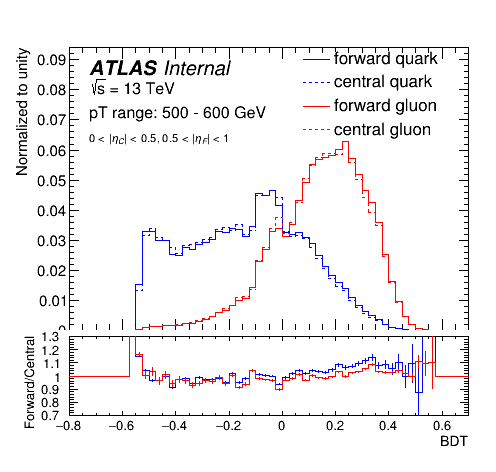 Normalized to unity
0.09
0.08
0.07
0.06
0.05
0.04
0.03
0.02
0.01
ATLAS Internal
√s = 13 TeV
pT range: 500 - 600 GeV
0 < |η_C| < 0.5, 0.5 < |η_F| < 1
forward quark
central quark
forward gluon
central gluon
Forward/Central
1.3
1.2
1.1
1
0.9
0.8
0.7
−0.8 −0.6 −0.4 −0.2 0 0.2 0.4 0.6
BDT